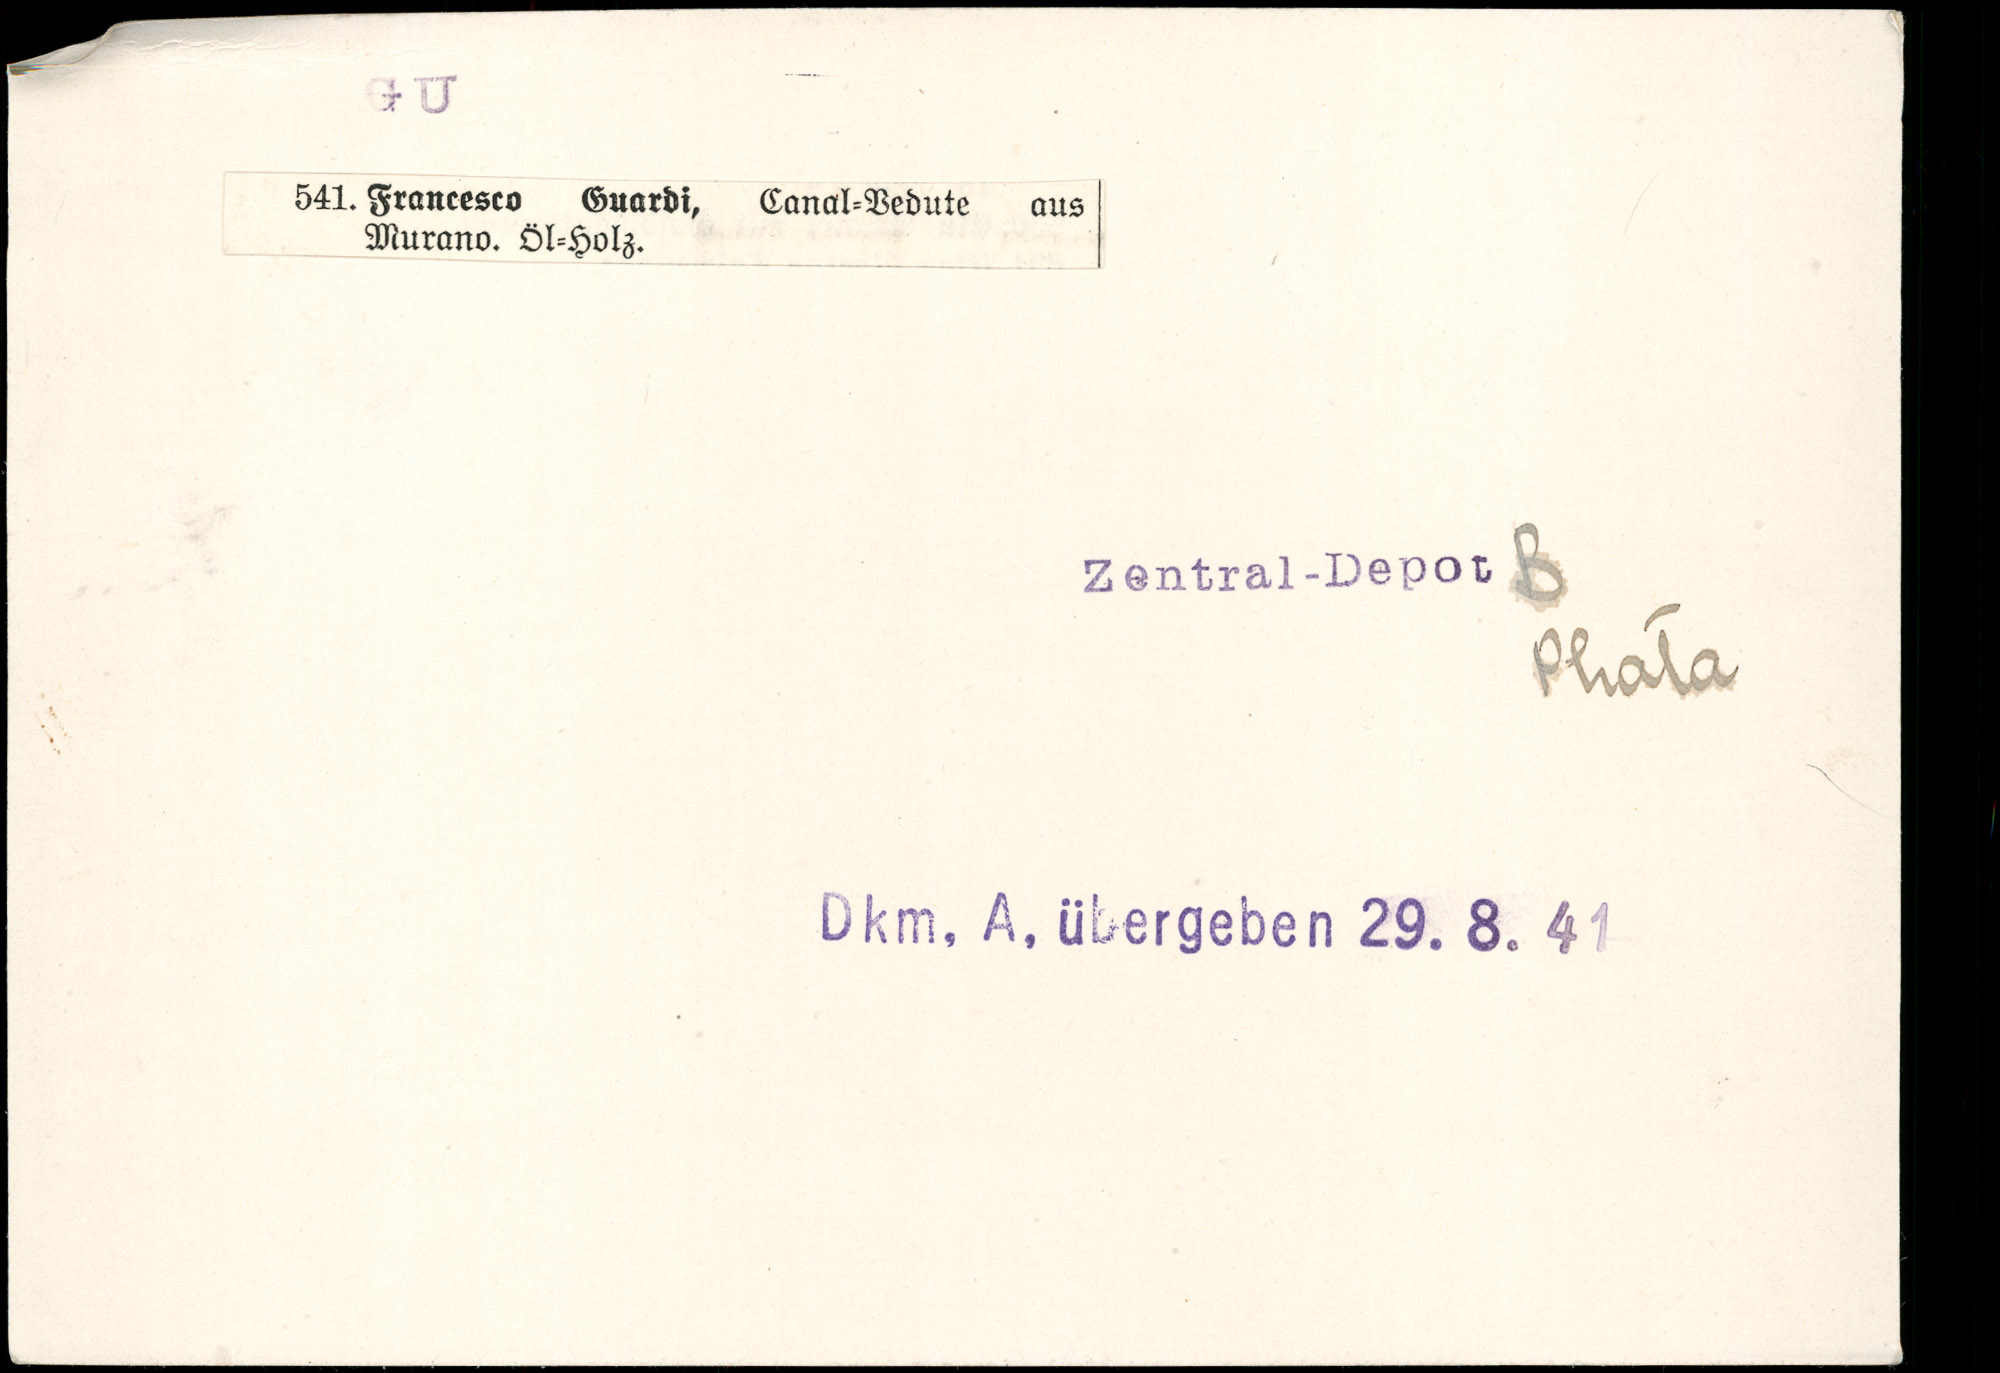 GU
541. Francesco Guardi, Canal-Vedute aus
Murano. Öl-Holz.
Zentral-Depot B
Phata
Dkm. A. übergeben 29. 8. 41